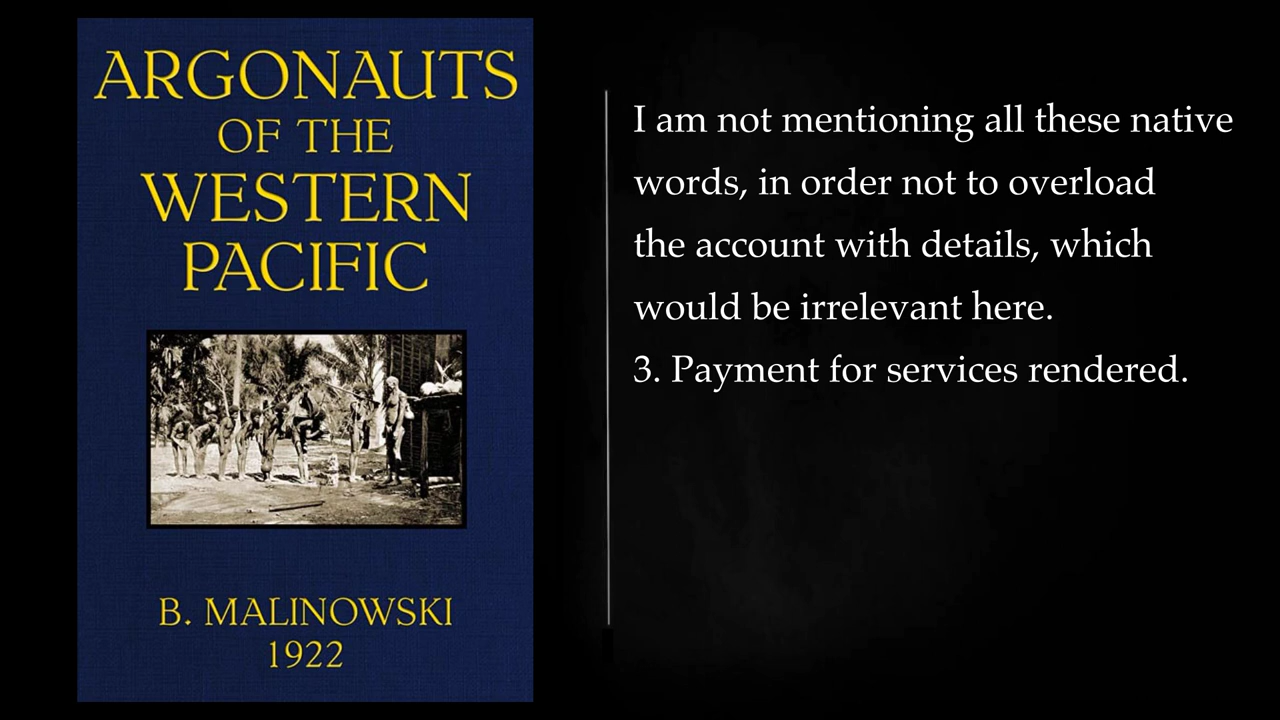 ARGONAUTS
OF THE
WESTERN
PACIFIC
B. MALINOWSKI
1922
I am not mentioning all these native
words, in order not to overload
the account with details, which
would be irrelevant here.
3. Payment for services rendered.